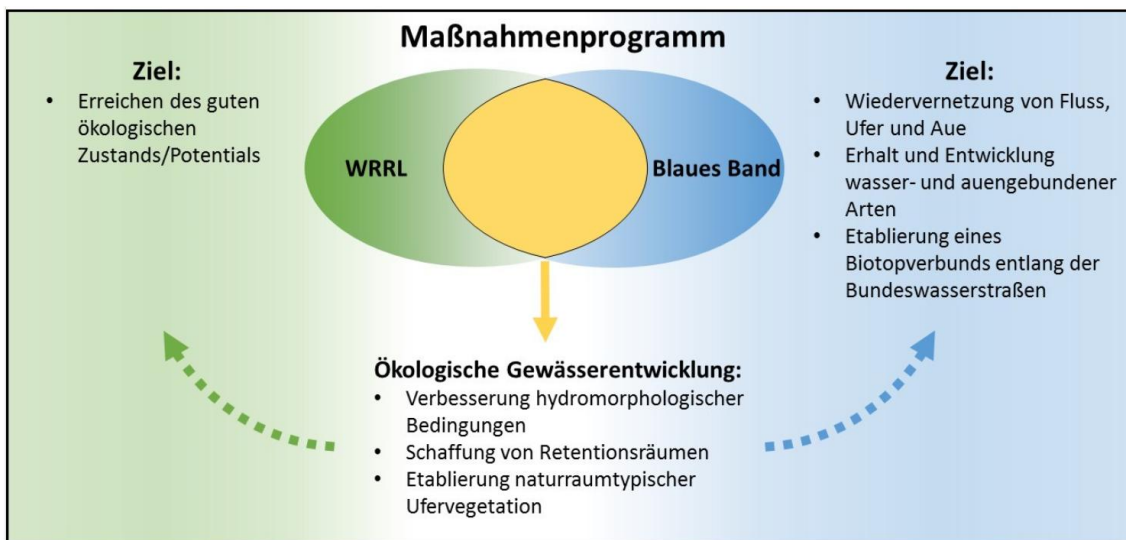 Maßnahmenprogramm
Ziel:
• Erreichen des guten
ökologischen
Zustands/Potentials
WRRL
Blaues Band
Ziel:
• Wiedervernetzung von Fluss,
Ufer und Aue
• Erhalt und Entwicklung
wasser- und auengebundener
Arten
• Etablierung eines
Biotopverbunds entlang der
Bundeswasserstraßen
Ökologische Gewässerentwicklung:
• Verbesserung hydromorphologischer
Bedingungen
• Schaffung von Retentionsräumen
• Etablierung naturraumtypischer
Ufervegetation